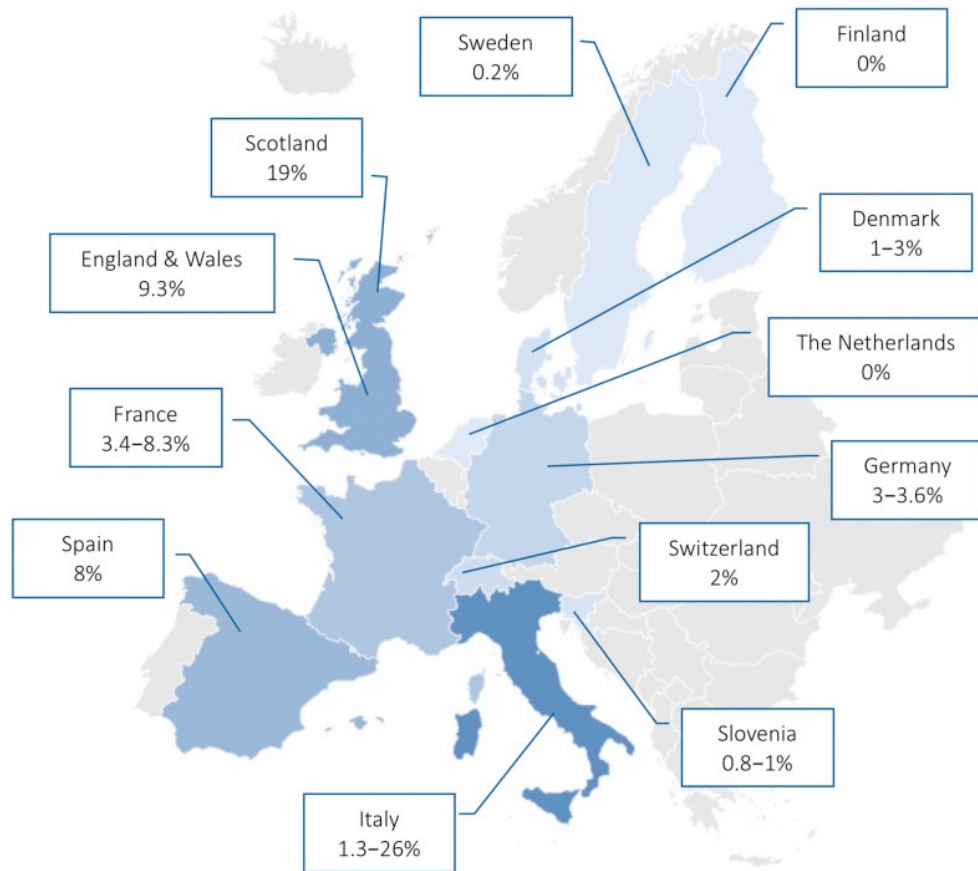 Sweden
0.2%
Finland
0%
Scotland
19%
Denmark
1–3%
England & Wales
9.3%
The Netherlands
0%
France
3.4–8.3%
Germany
3–3.6%
Spain
8%
Switzerland
2%
Slovenia
0.8–1%
Italy
1.3–26%